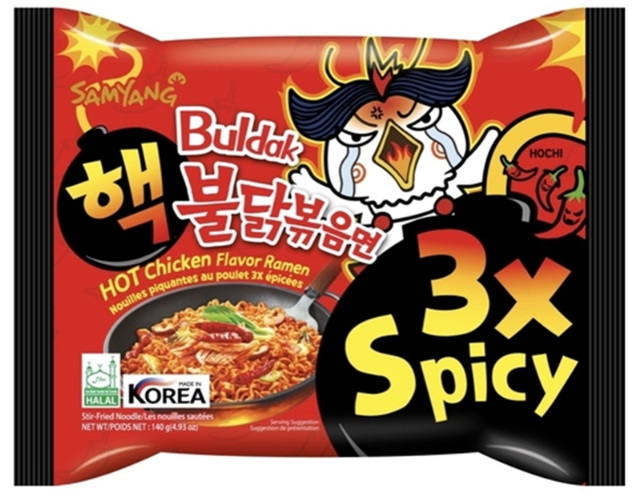 SAMYANG
Buldak
핵
불닭볶음면
HOCHI
HOT Chicken Flavor Ramen
Nouilles piquantes au poulet 3X épicées
3x
Spicy
HALAL
MADE IN
KOREA
Stir-Fried Noodle/Les nouilles sautées
NET WT/POIDS NET : 140 g (4.93 oz)
Serving Suggestion
Suggestion de présentation